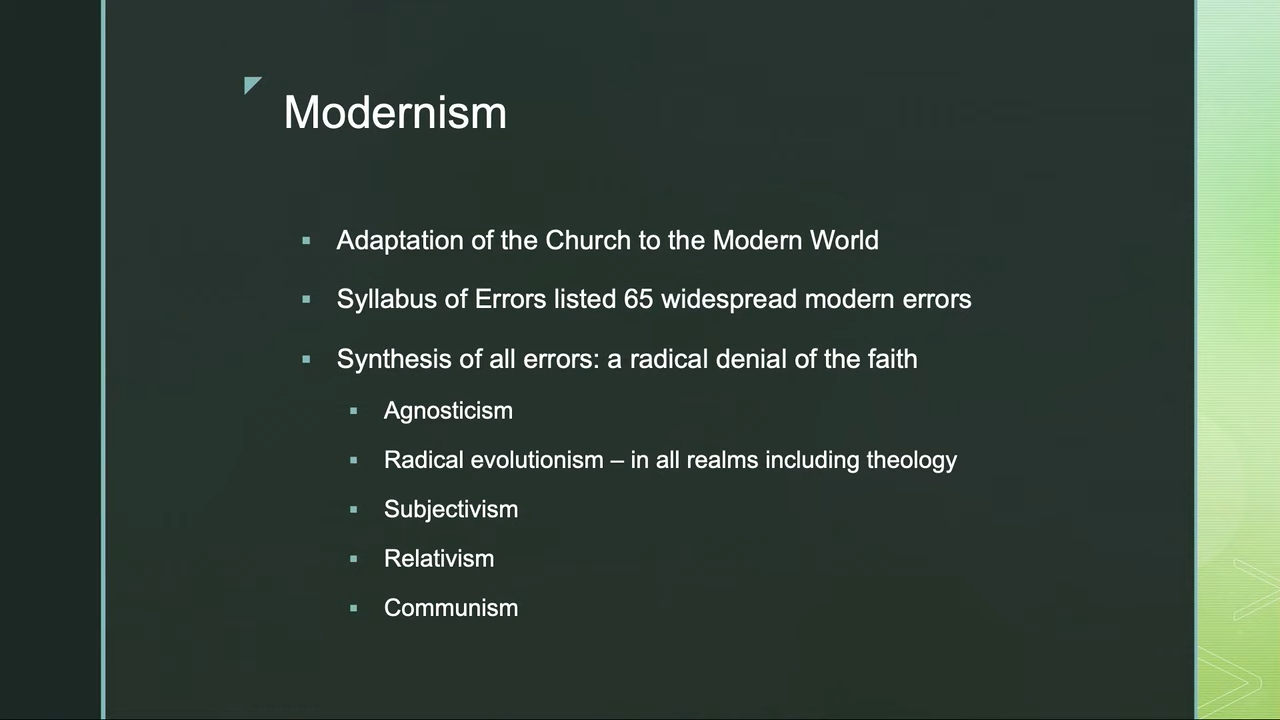 Modernism
Adaptation of the Church to the Modern World
Syllabus of Errors listed 65 widespread modern errors
Synthesis of all errors: a radical denial of the faith
Agnosticism
Radical evolutionism – in all realms including theology
Subjectivism
Relativism
Communism